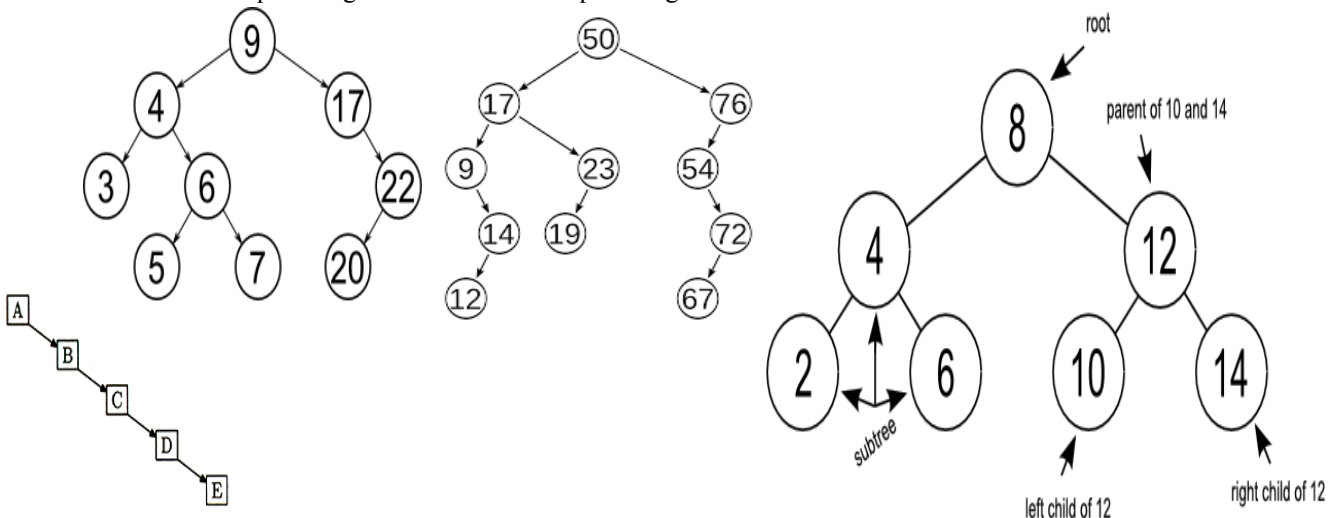 9
4 17
3 6 22
5 7 20
50
17 76
9 23 54
14 19 72
12 67
A
B
C
D
E
root
parent of 10 and 14
8
4 12
2 6 10 14
subtree
left child of 12
right child of 12